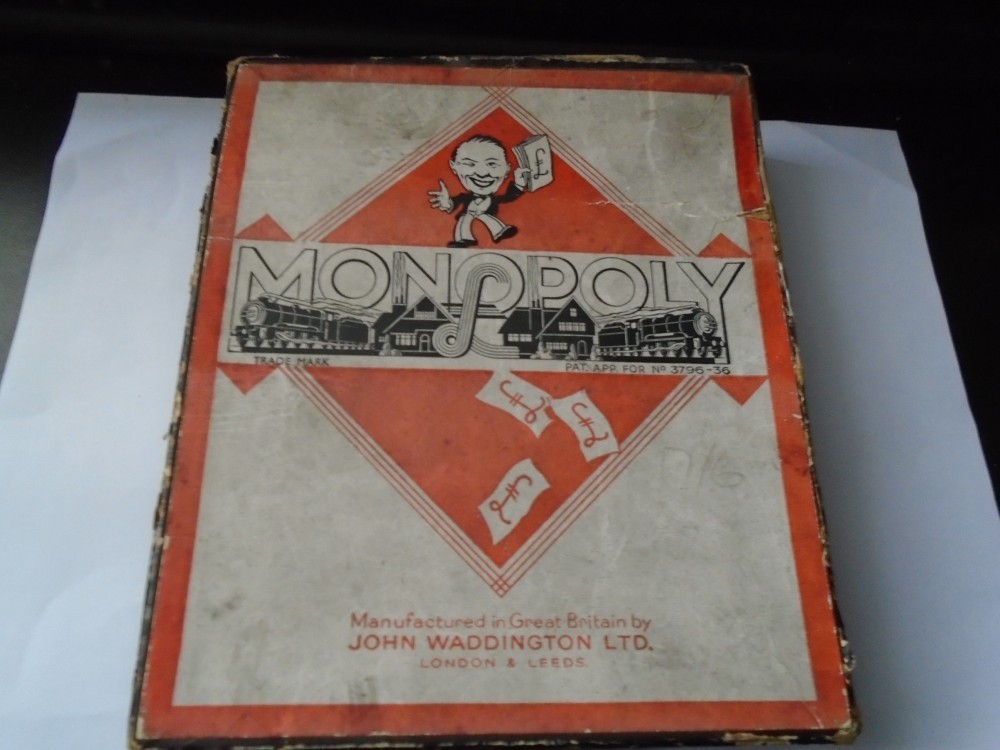 £
MONOPOLY
TRADE MARK
PAT. APP. FOR Nº 3796-36
£
£
£
Manufactured in Great Britain by
JOHN WADDINGTON LTD.
LONDON & LEEDS.